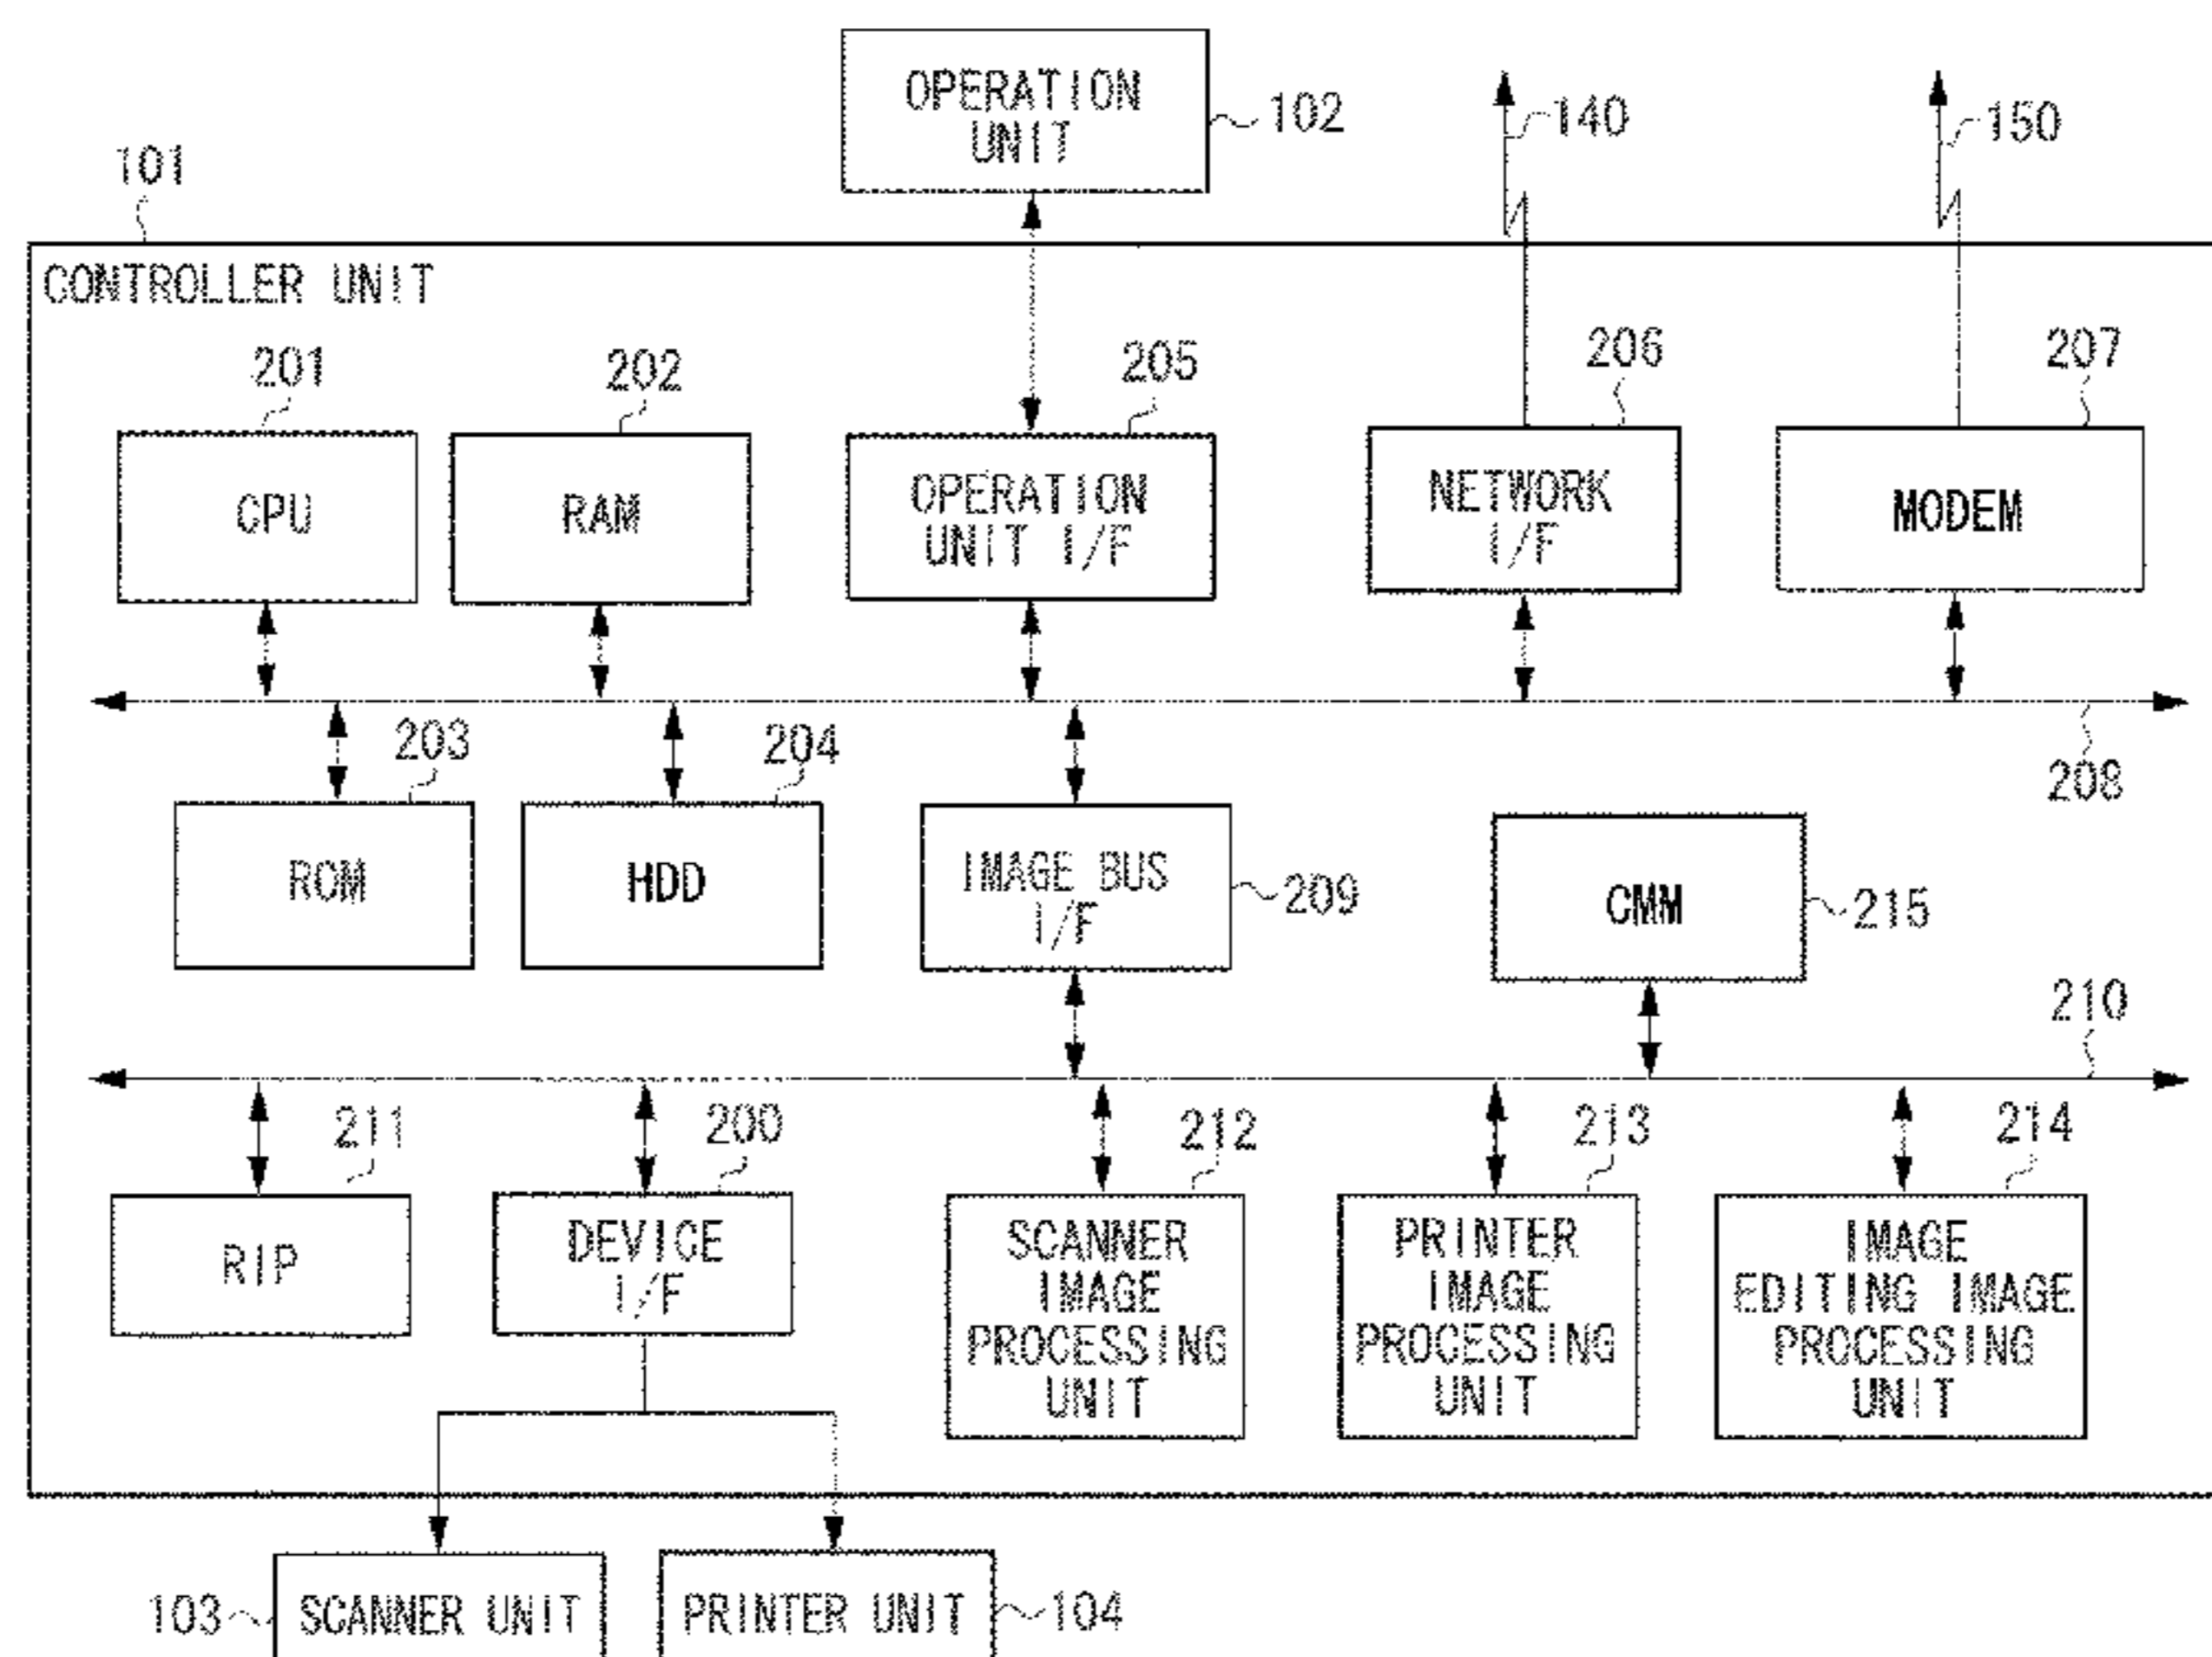 OPERATION
UNIT
102
140
150
101
CONTROLLER UNIT
201
202
205
206
207
CPU
RAM
OPERATION
UNIT I/F
NETWORK
I/F
MODEM
203
204
208
ROM
HDD
IMAGE BUS
I/F
209
CMM
215
210
211
200
212
213
214
RIP
DEVICE
I/F
SCANNER
IMAGE
PROCESSING
UNIT
PRINTER
IMAGE
PROCESSING
UNIT
IMAGE
EDITING IMAGE
PROCESSING
UNIT
103
SCANNER UNIT
PRINTER UNIT
104